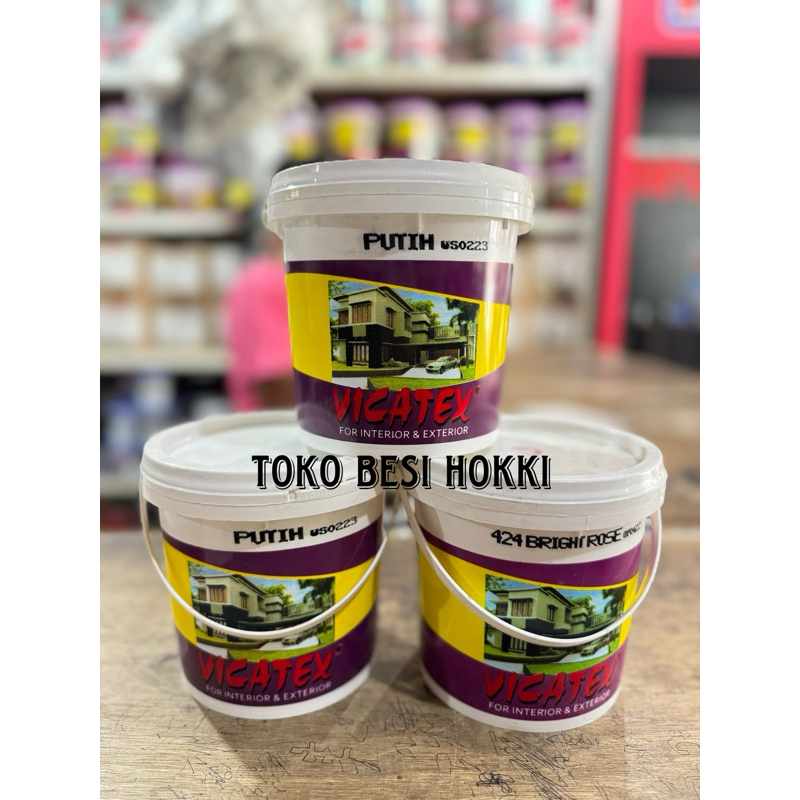 PUTIH WS0223
VICATEX®
FOR INTERIOR & EXTERIOR
TOKO BESI HOKKI
PUTIH WS0223
VICATEX®
FOR INTERIOR & EXTERIOR
424 BRIGHT ROSE
VICATEX
FOR INTERIOR & EXTERIOR